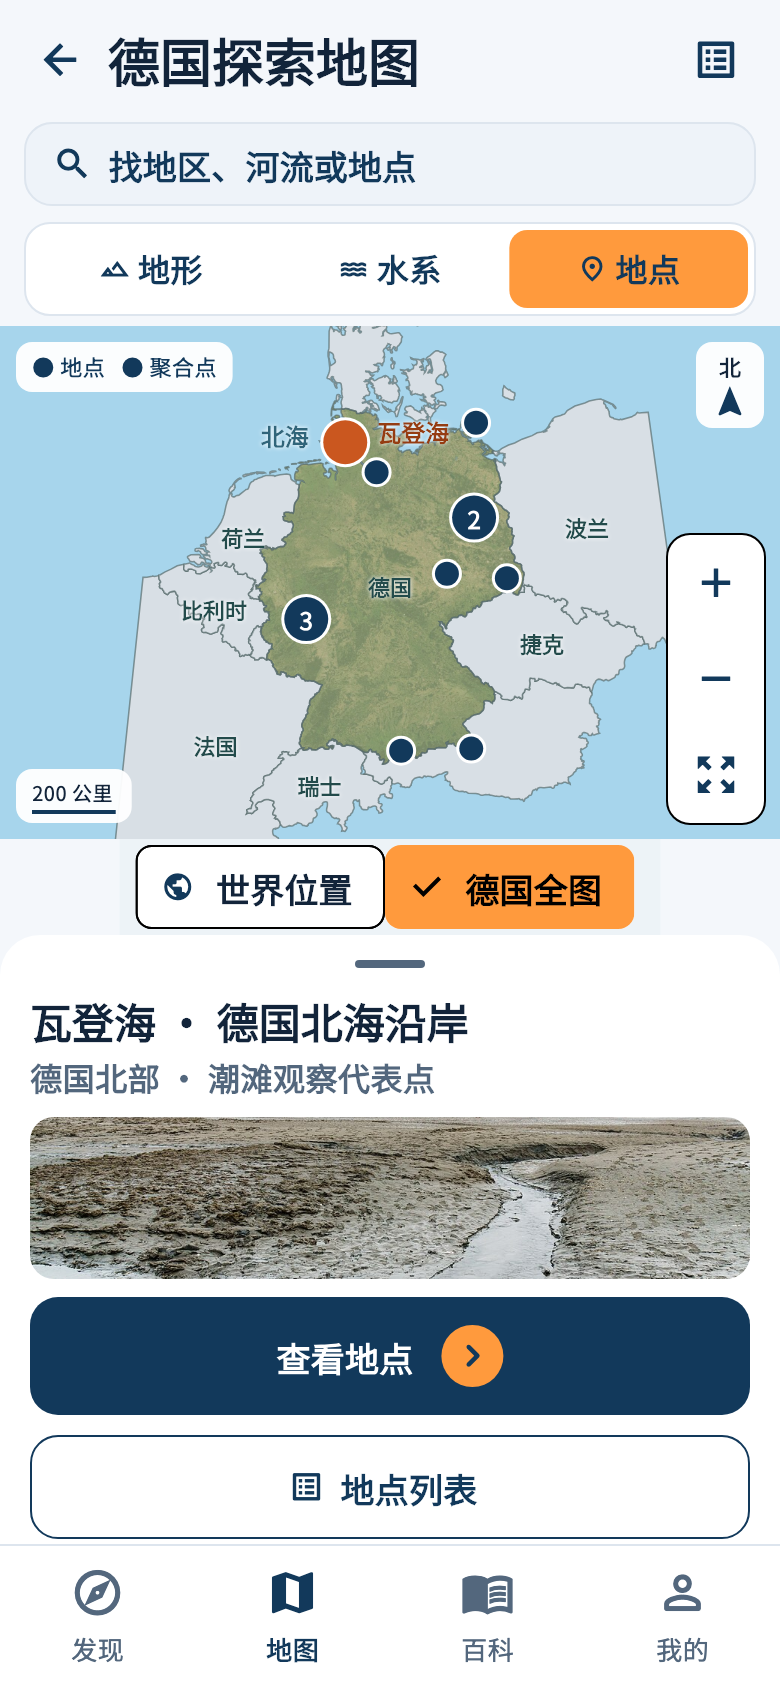 德国探索地图
找地区、河流或地点
地形
水系
地点
地点
聚合点
北
北海
瓦登海
荷兰
2
波兰
德国
比利时
3
捷克
法国
瑞士
200 公里
世界位置
德国全图
瓦登海 · 德国北海沿岸
德国北部 · 潮滩观察代表点
查看地点
地点列表
发现
地图
百科
我的